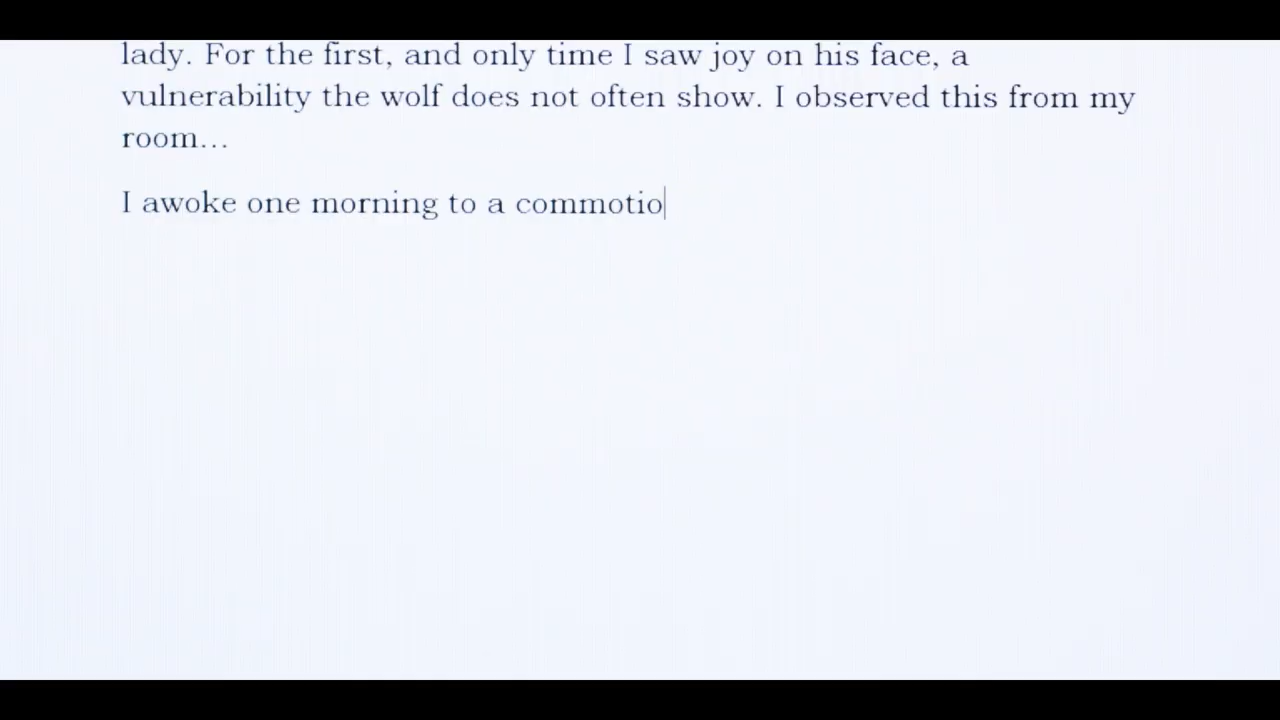 lady. For the first, and only time I saw joy on his face, a
vulnerability the wolf does not often show. I observed this from my
room...
I awoke one morning to a commotio